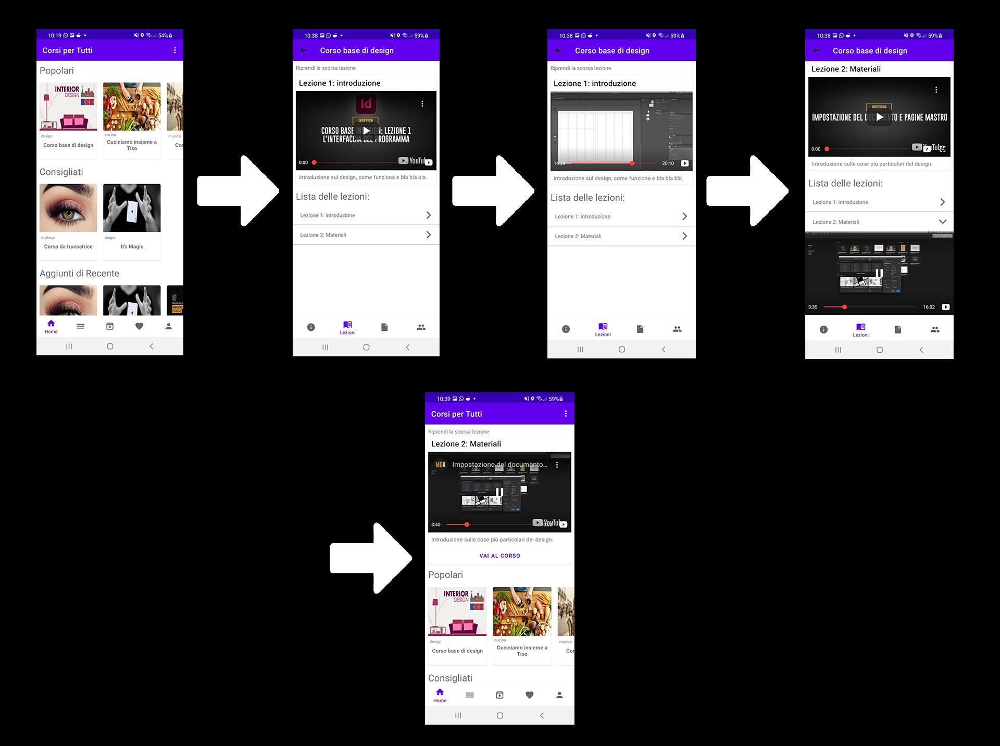 10:19
54%
Corsi per Tutti
Popolari
INTERIOR
DESIGN
design
Corso base di design
cucina
Cuciniamo insieme a
Tiso
musica
Cor
Consigliati
makeup
Corso da truccatrice
magia
It's Magic
Aggiunti di Recente
Introducing
Machine
Course
Home
10:38
59%
Corso base di design
Riprendi la scorsa lezione
Lezione 1: introduzione
Id
INDESIGN
CORSO BASE INDESIGN: LEZIONE 1
L'INTERFACCIA DEL PROGRAMMA
0:00
YouTube
introduzione sul design, come funziona e bla bla bla.
Lista delle lezioni:
Lezione 1: introduzione
Lezione 2: Materiali
Lezioni
10:38
59%
Corso base di design
Riprendi la scorsa lezione
Lezione 1: introduzione
14:29
20:10
introduzione sul design, come funziona e bla bla bla.
Lista delle lezioni:
Lezione 1: introduzione
Lezione 2: Materiali
Lezioni
10:38
59%
Corso base di design
Lezione 2: Materiali
INDESIGN
IMPOSTAZIONE DEL DOCUMENTO E PAGINE MASTRO
0:00
YouTube
Introduzione sulle cose più particolari del design.
Lista delle lezioni:
Lezione 1: introduzione
Lezione 2: Materiali
3:35
16:02
Lezioni
10:39
59%
Corsi per Tutti
Riprendi la scorsa lezione
Lezione 2: Materiali
MDA
Impostazione del documento...
3:40
16:02
YouTube
Introduzione sulle cose più particolari del design.
VAI AL CORSO
Popolari
INTERIOR
DESIGN
design
Corso base di design
cucina
Cuciniamo insieme a
Tiso
musica
Cor
Consigliati
Home